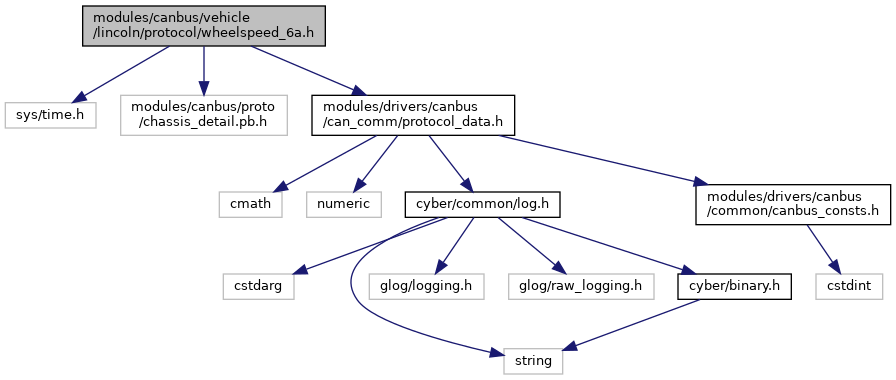 modules/canbus/vehicle
/lincoln/protocol/wheelspeed_6a.h
sys/time.h
modules/canbus/proto
/chassis_detail.pb.h
modules/drivers/canbus
/can_comm/protocol_data.h
cmath
numeric
cyber/common/log.h
modules/drivers/canbus
/common/canbus_consts.h
cstdarg
glog/logging.h
glog/raw_logging.h
cyber/binary.h
cstdint
string